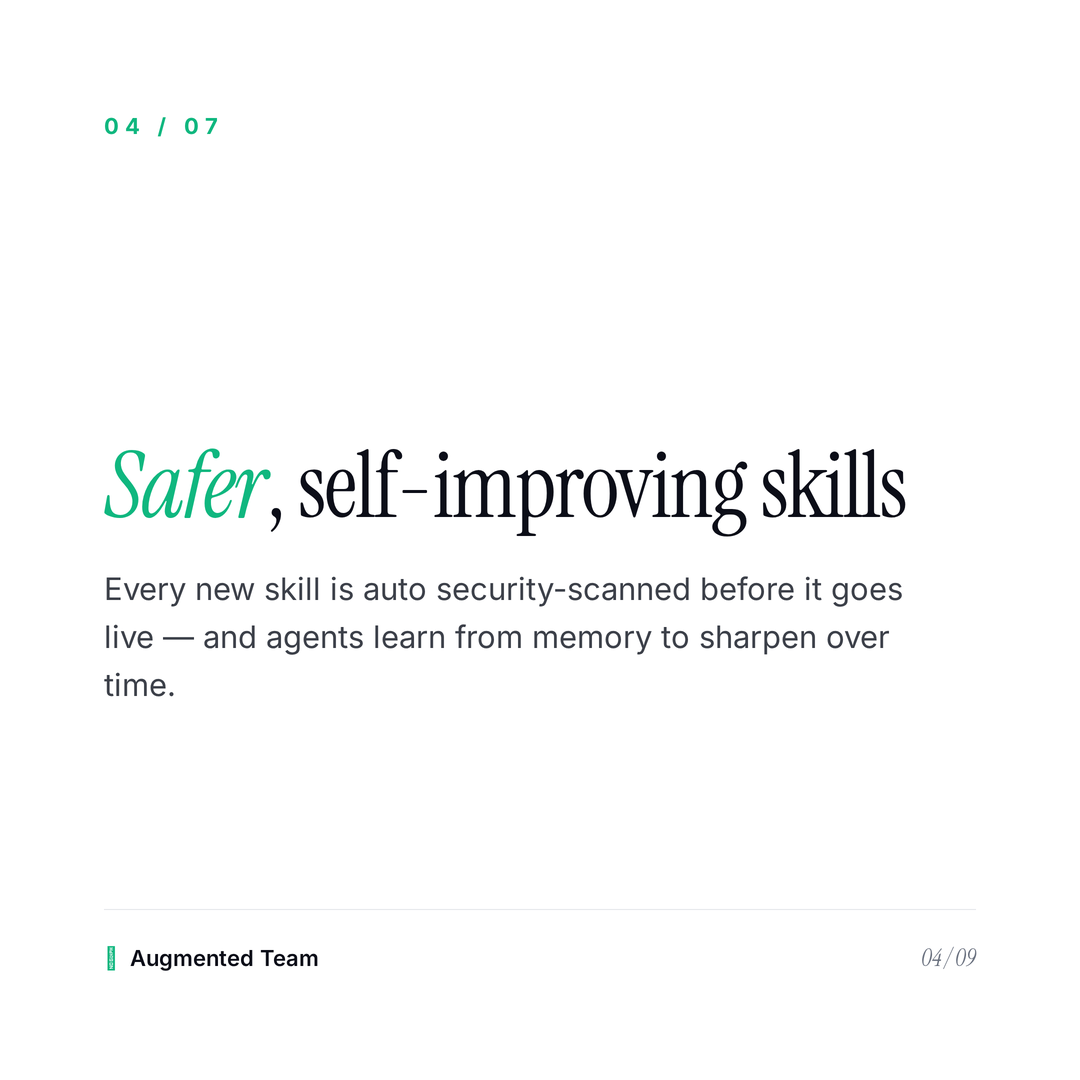 04 / 07
Safer, self-improving skills
Every new skill is auto security-scanned before it goes
live — and agents learn from memory to sharpen over
time.
Augmented Team
04/09